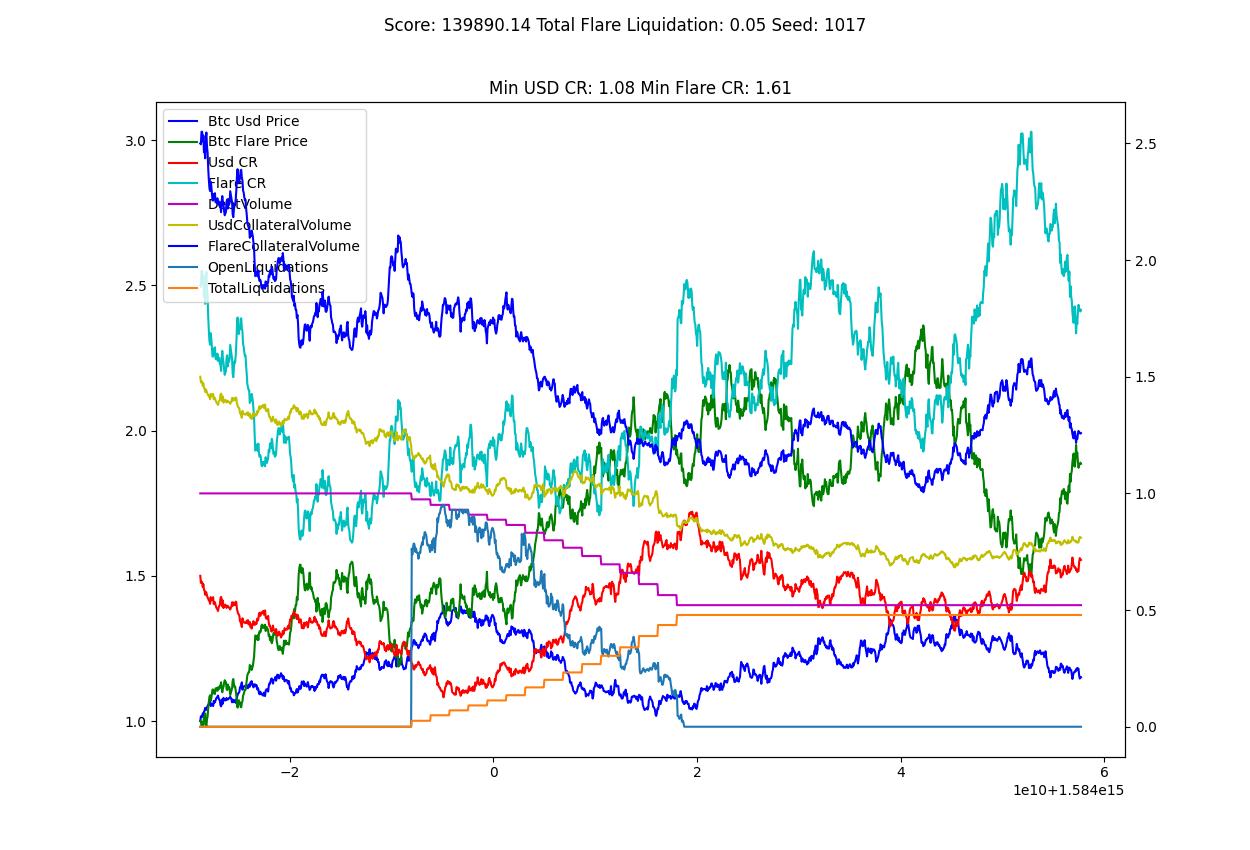 Score: 139890.14 Total Flare Liquidation: 0.05 Seed: 1017
Min USD CR: 1.08 Min Flare CR: 1.61
Btc Usd Price
Btc Flare Price
Usd CR
Flare CR
DebtVolume
UsdCollateralVolume
FlareCollateralVolume
OpenLiquidations
TotalLiquidations
3.0
2.5
2.0
1.5
1.0
2.5
2.0
1.5
1.0
0.5
0.0
−2
0
2
4
6
1e10+1.584e15